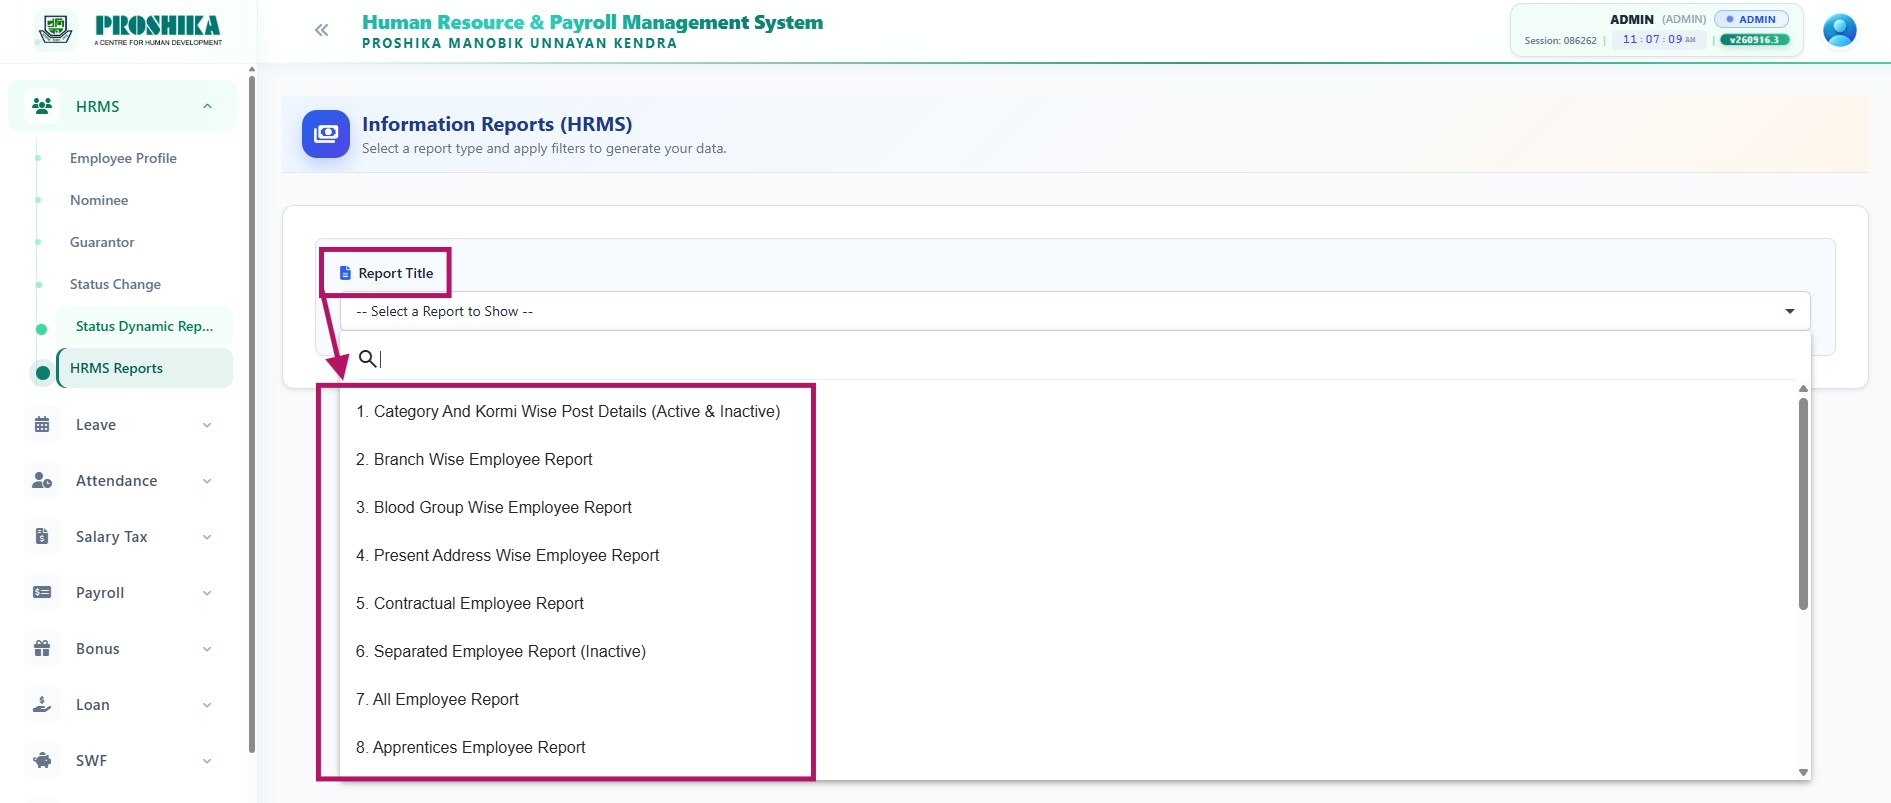 PROSHIKA
A CENTRE FOR HUMAN DEVELOPMENT
Human Resource & Payroll Management System
PROSHIKA MANOBIK UNNAYAN KENDRA
ADMIN (ADMIN) ADMIN
Session: 086262 | 11:07:09 AM | v260916.3
HRMS
Employee Profile
Nominee
Guarantor
Status Change
Status Dynamic Rep...
HRMS Reports
Leave
Attendance
Salary Tax
Payroll
Bonus
Loan
SWF
Information Reports (HRMS)
Select a report type and apply filters to generate your data.
Report Title
-- Select a Report to Show --
1. Category And Kormi Wise Post Details (Active & Inactive)
2. Branch Wise Employee Report
3. Blood Group Wise Employee Report
4. Present Address Wise Employee Report
5. Contractual Employee Report
6. Separated Employee Report (Inactive)
7. All Employee Report
8. Apprentices Employee Report